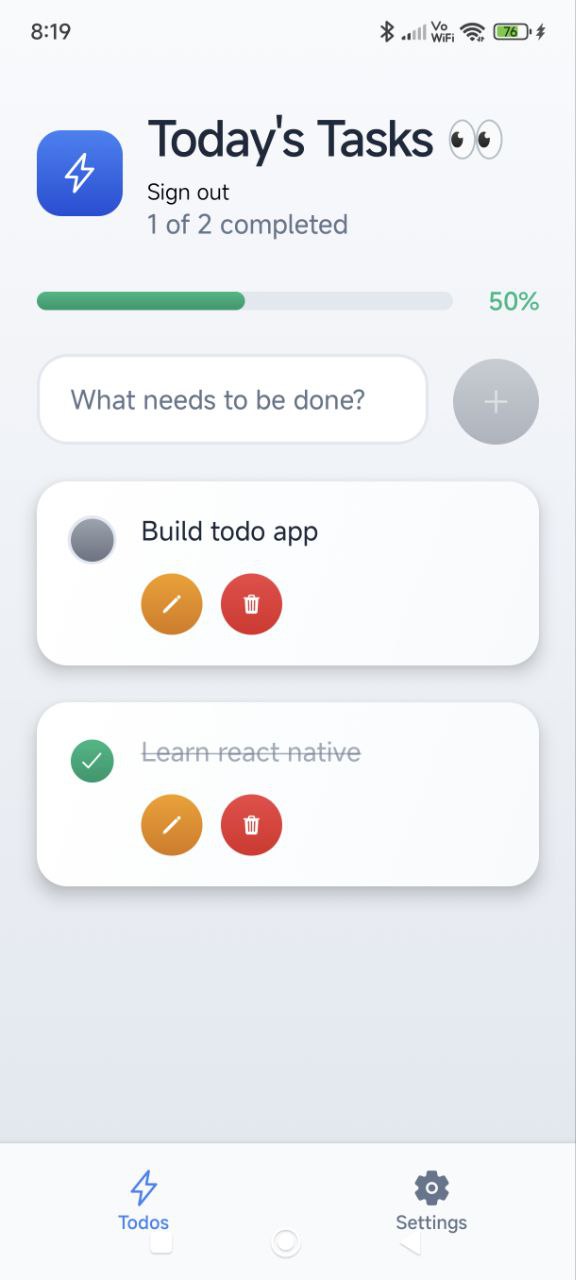 8:19
Vo
WiFi
76
Today's Tasks 👀
Sign out
1 of 2 completed
50%
What needs to be done?
Build todo app
Learn react native
Todos
Settings